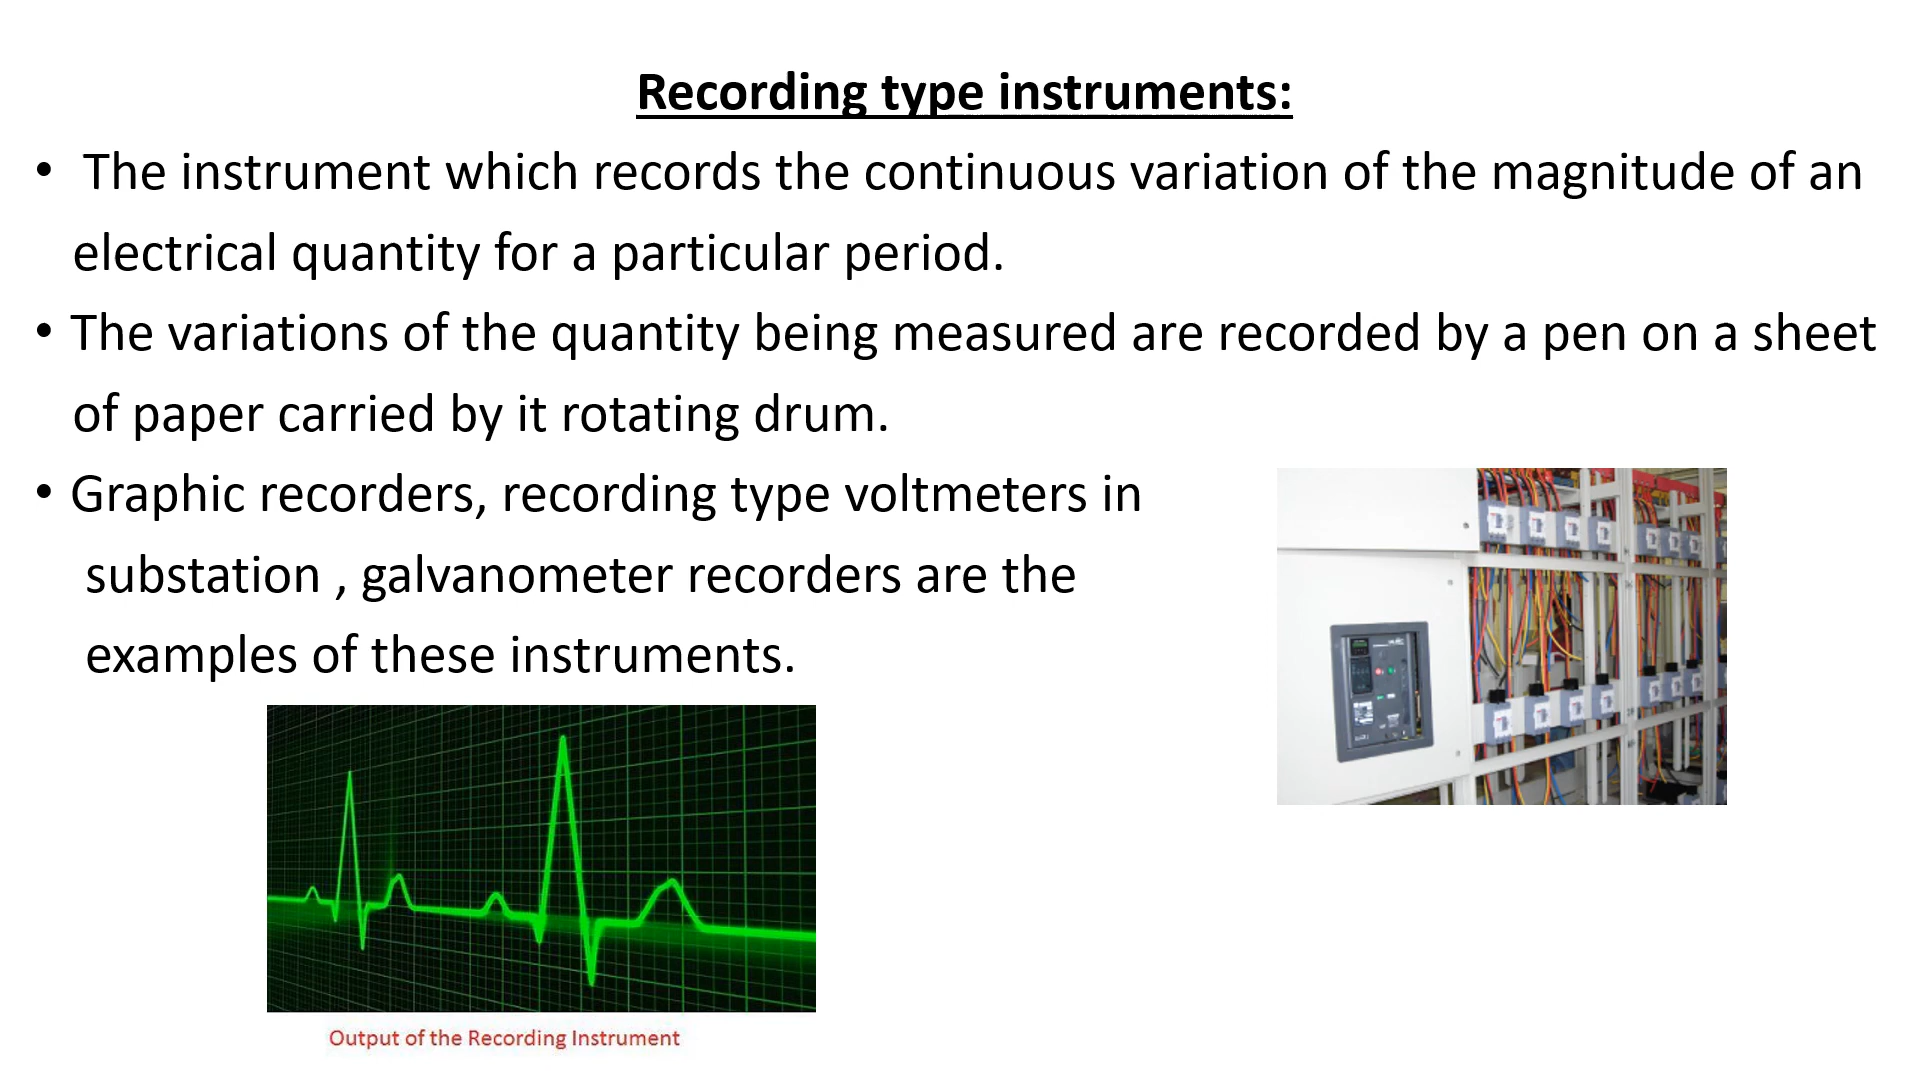 Recording type instruments:
• The instrument which records the continuous variation of the magnitude of an
electrical quantity for a particular period.
• The variations of the quantity being measured are recorded by a pen on a sheet
of paper carried by it rotating drum.
• Graphic recorders, recording type voltmeters in
substation , galvanometer recorders are the
examples of these instruments.
Output of the Recording Instrument